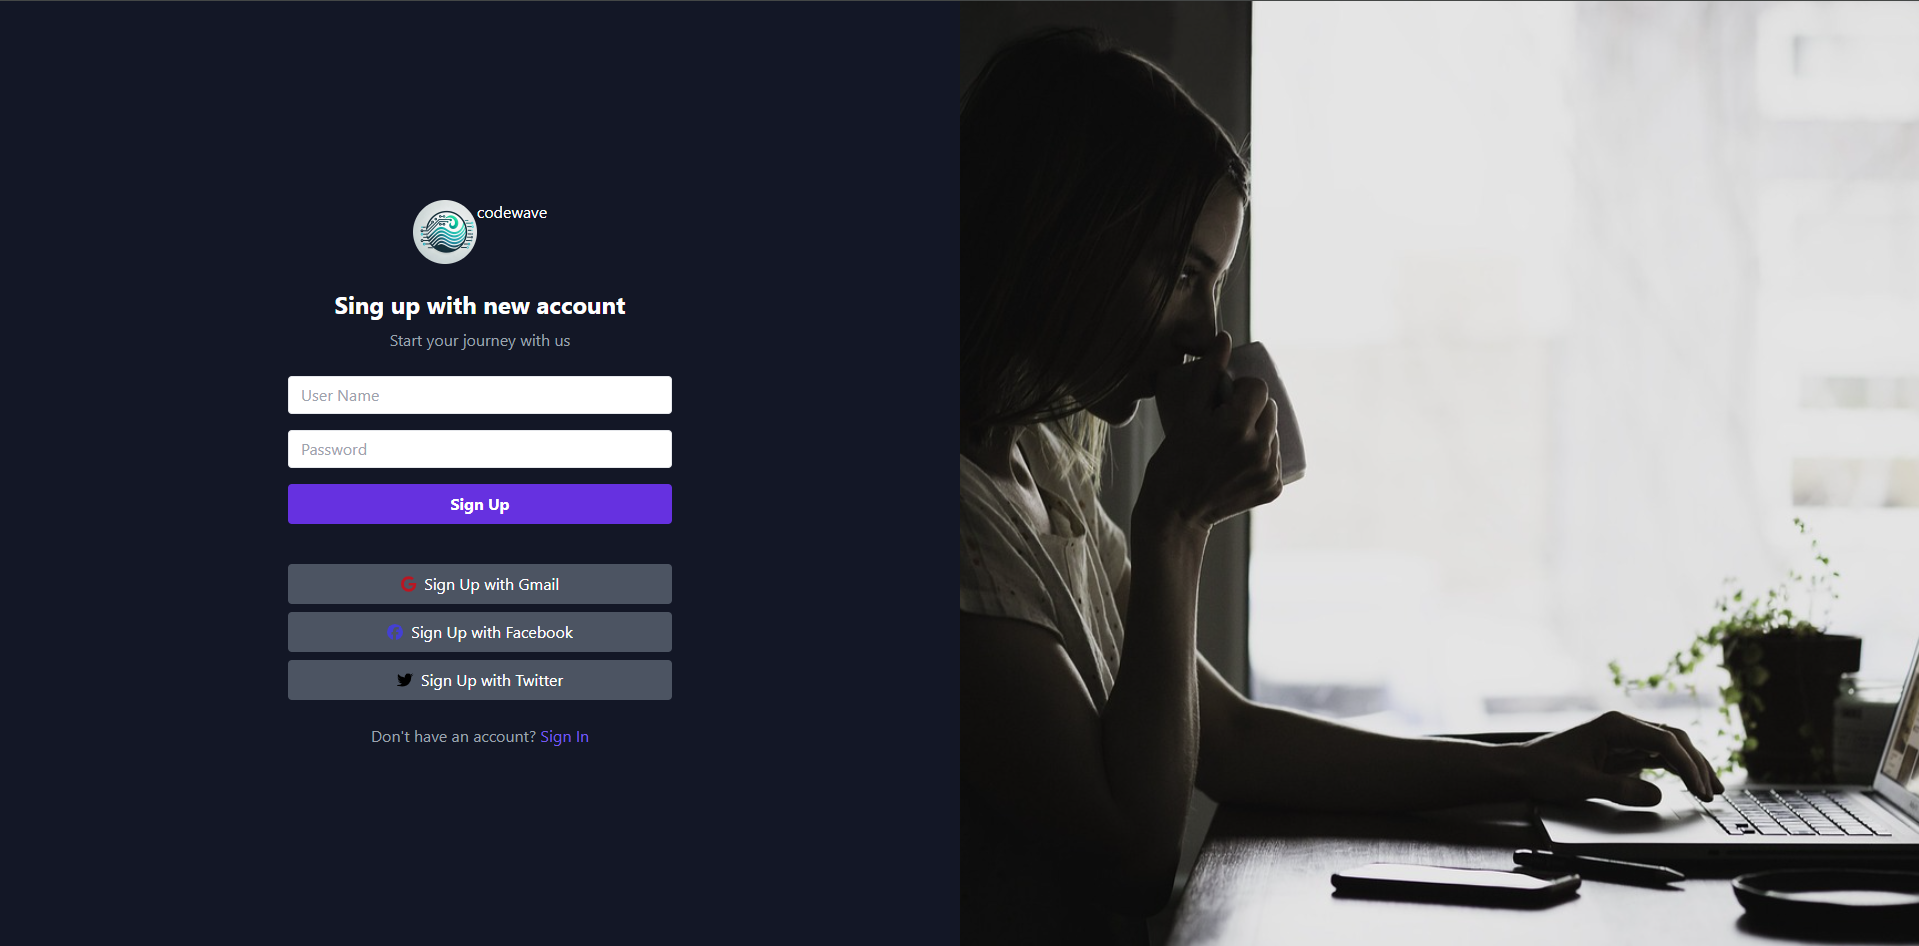 codewave
Sing up with new account
Start your journey with us
User Name
Password
Sign Up
Sign Up with Gmail
Sign Up with Facebook
Sign Up with Twitter
Don't have an account? Sign In